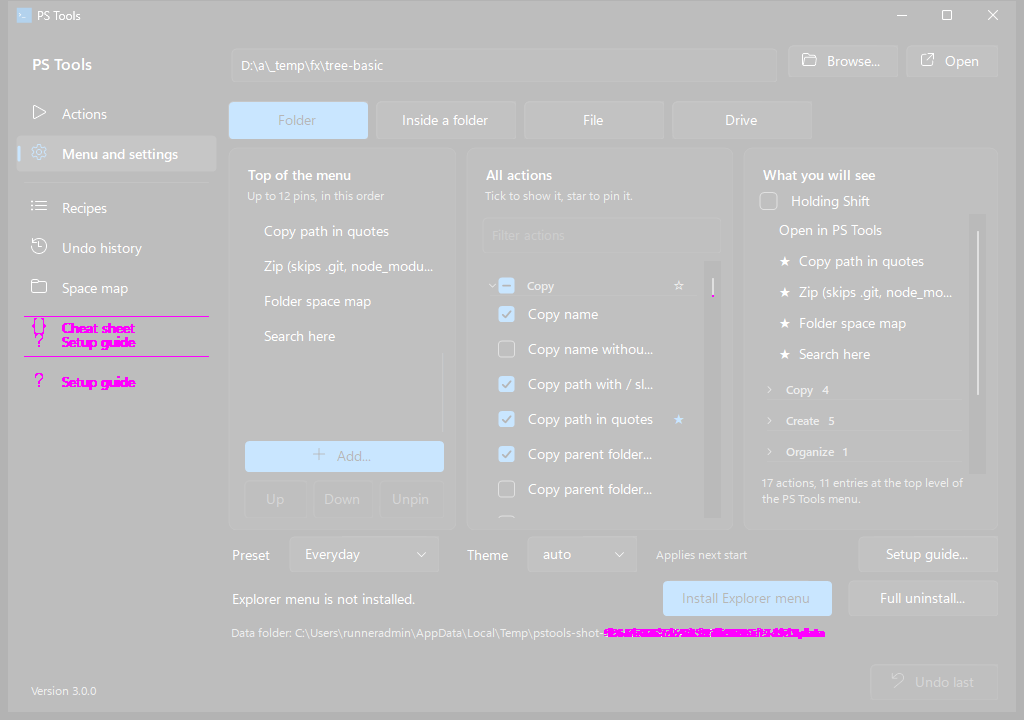 PS Tools
PS Tools
D:\a\_temp\fx\tree-basic
Browse...
Open
Actions
Menu and settings
Recipes
Undo history
Space map
Cheat sheet
Setup guide
Setup guide
Version 3.0.0
Folder
Inside a folder
File
Drive
Top of the menu
Up to 12 pins, in this order
Copy path in quotes
Zip (skips .git, node_modu...
Folder space map
Search here
Add...
Up
Down
Unpin
All actions
Tick to show it, star to pin it.
Filter actions
Copy
Copy name
Copy name withou...
Copy path with / sl...
Copy path in quotes
Copy parent folder...
Copy parent folder...
What you will see
Holding Shift
Open in PS Tools
★ Copy path in quotes
★ Zip (skips .git, node_mo...
★ Folder space map
★ Search here
Copy 4
Create 5
Organize 1
17 actions, 11 entries at the top level of
the PS Tools menu.
Preset
Everyday
Theme
auto
Applies next start
Setup guide...
Explorer menu is not installed.
Install Explorer menu
Full uninstall...
Data folder: C:\Users\runneradmin\AppData\Local\Temp\pstools-shot-
Undo last